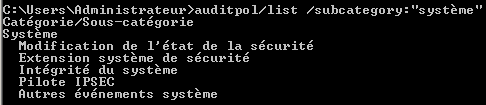 C:\Users\Administrateur>auditpol/list /subcategory:"système"
Catégorie/Sous-catégorie
Système
  Modification de l'état de la sécurité
  Extension système de sécurité
  Intégrité du système
  Pilote IPSEC
  Autres événements système